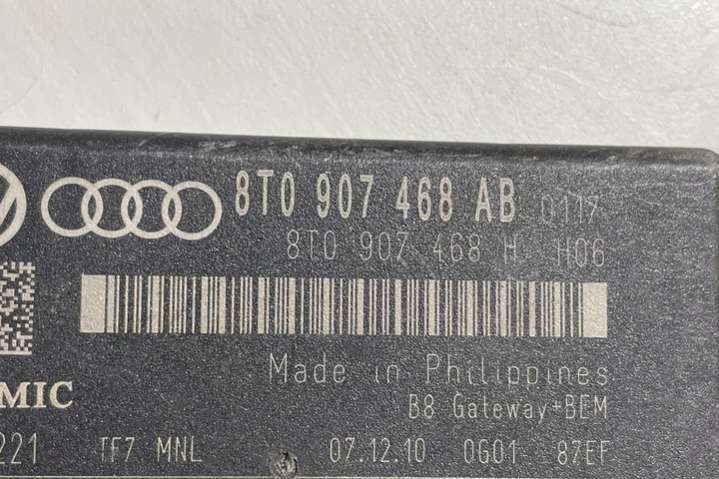 8T0 907 468 AB 0117
8T0 907 468 H H06
Made in Philippines
MIC
B8 Gateway+BEM
221 TF7 MNL 07.12.10 0G01 87EF